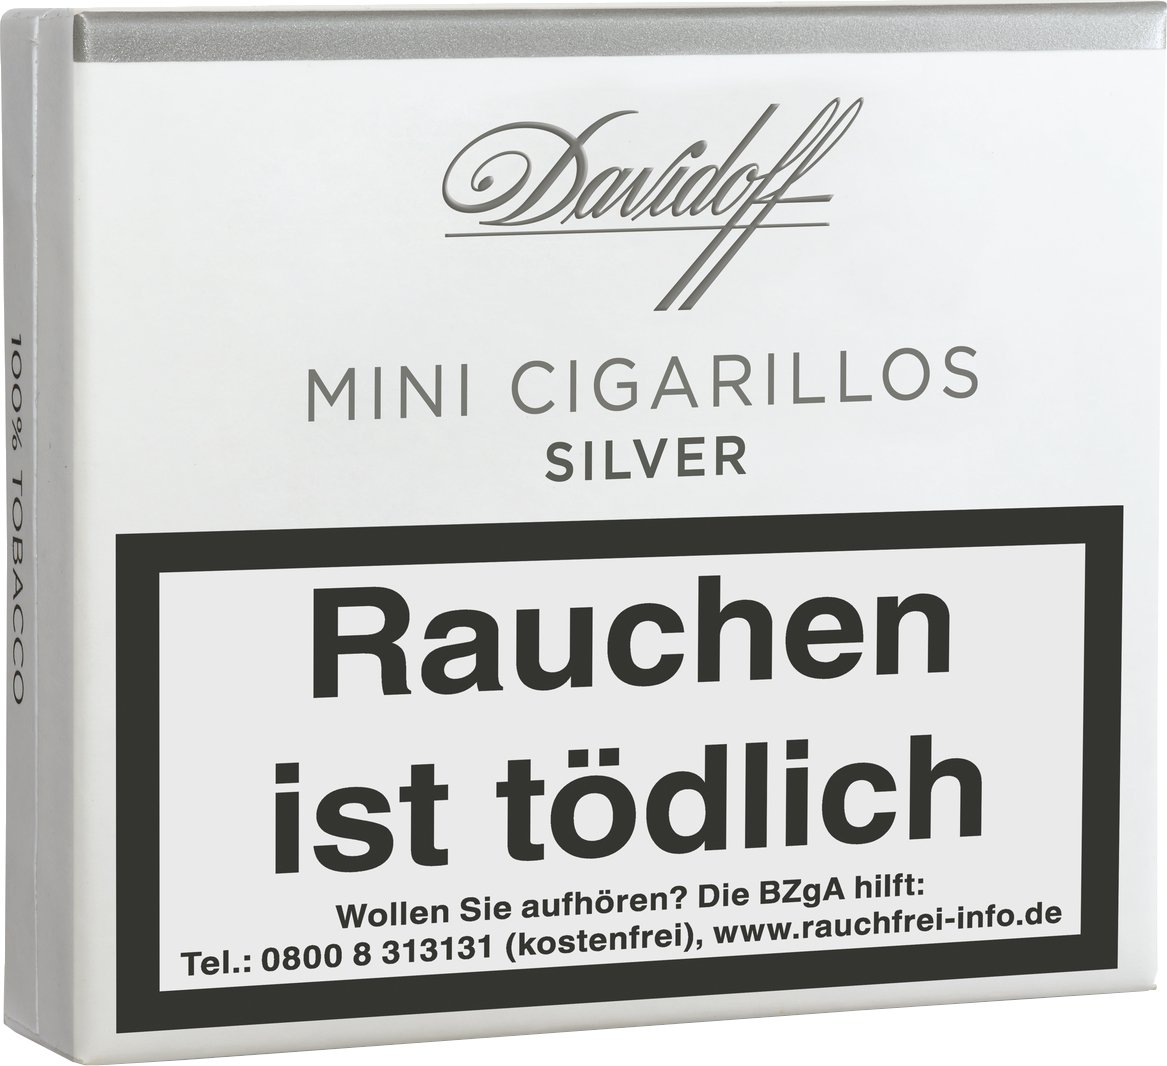 Davidoff
MINI CIGARILLOS
SILVER
100% TOBACCO
Rauchen
ist tödlich
Wollen Sie aufhören? Die BZgA hilft:
Tel.: 0800 8 313131 (kostenfrei), www.rauchfrei-info.de